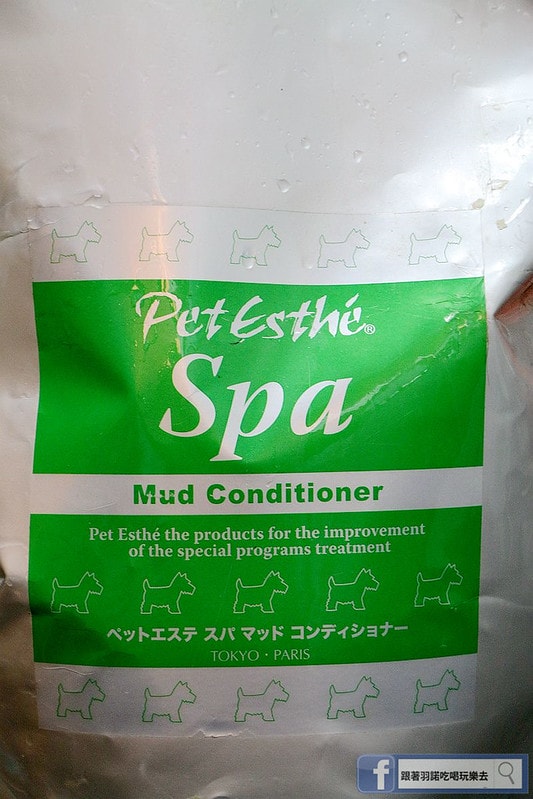 Pet Esthé®
Spa
Mud Conditioner
Pet Esthé the products for the improvement
of the special programs treatment
ペットエステ スパ マッド コンディショナー
TOKYO・PARIS
f 跟著羽諾吃喝玩樂去